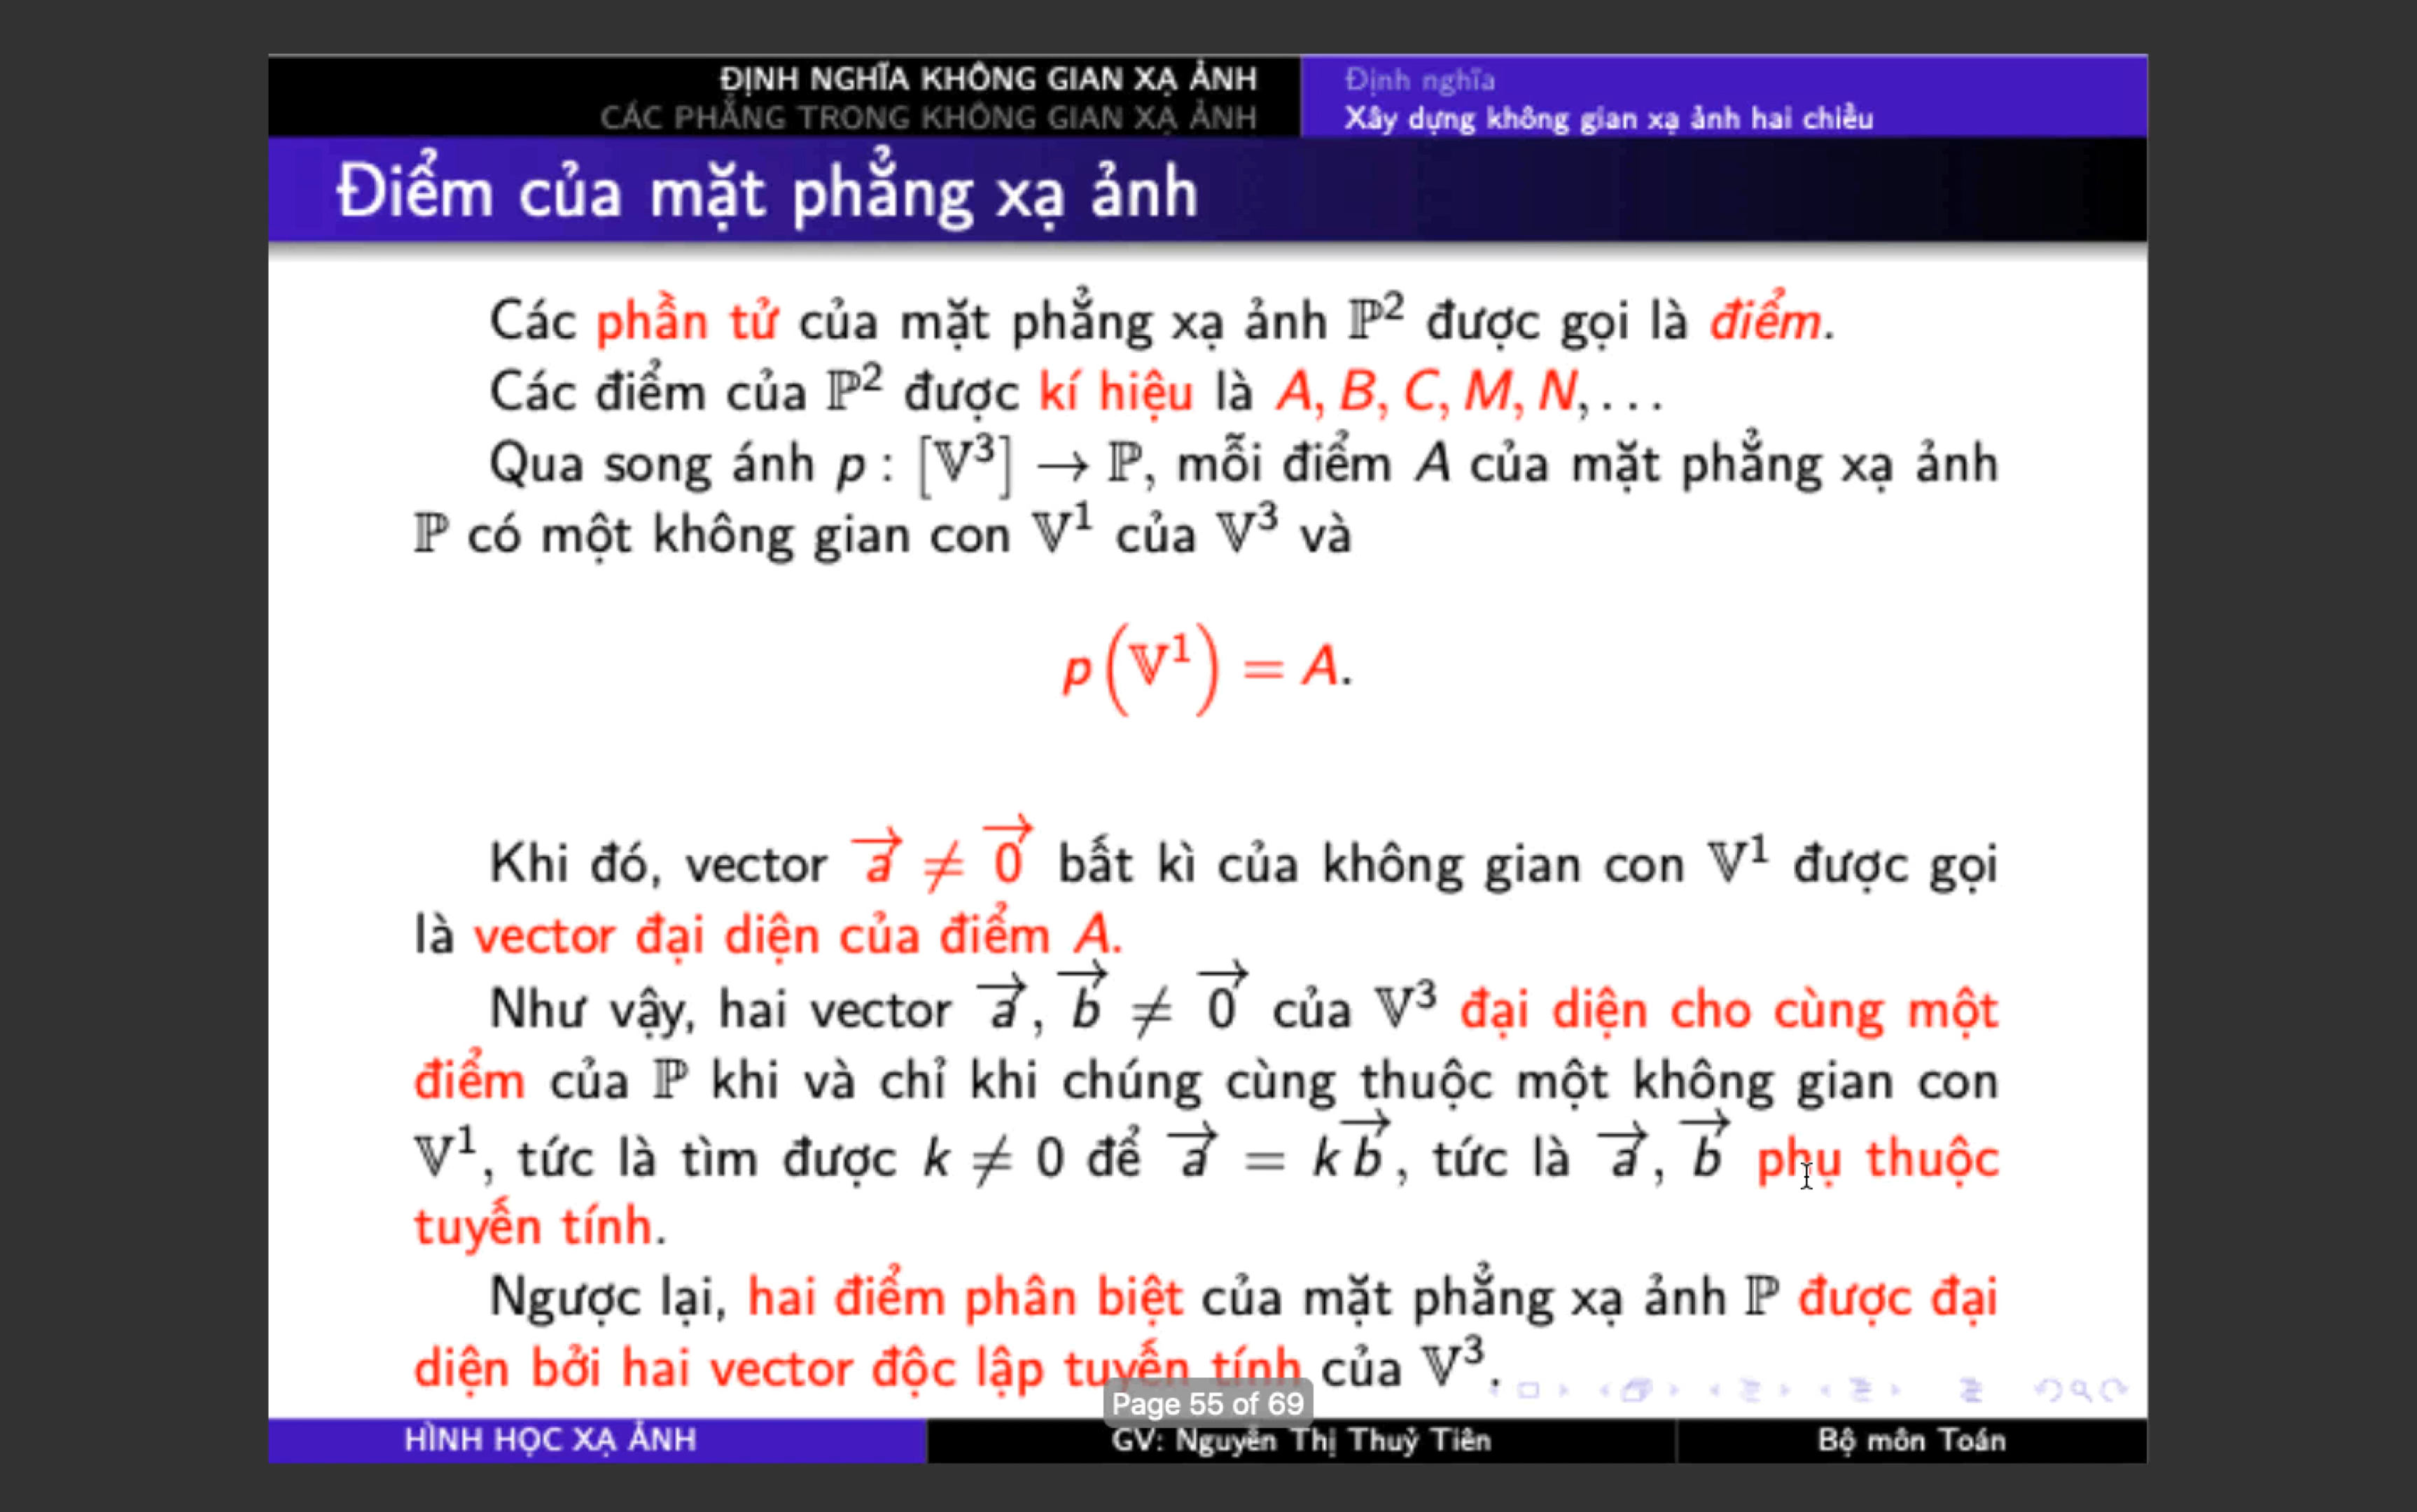 ĐỊNH NGHĨA KHÔNG GIAN XẠ ẢNH
CÁC PHẲNG TRONG KHÔNG GIAN XẠ ẢNH
Định nghĩa
Xây dựng không gian xạ ảnh hai chiều
Điểm của mặt phẳng xạ ảnh
Các phần tử của mặt phẳng xạ ảnh ℙ² được gọi là điểm.
Các điểm của ℙ² được kí hiệu là A, B, C, M, N, . . .
Qua song ánh p : [𝕍³] → ℙ, mỗi điểm A của mặt phẳng xạ ảnh
ℙ có một không gian con 𝕍¹ của 𝕍³ và
p(𝕍¹) = A.
Khi đó, vector a⃗ ≠ 0⃗ bất kì của không gian con 𝕍¹ được gọi
là vector đại diện của điểm A.
Như vậy, hai vector a⃗, b⃗ ≠ 0⃗ của 𝕍³ đại diện cho cùng một
điểm của ℙ khi và chỉ khi chúng cùng thuộc một không gian con
𝕍¹, tức là tìm được k ≠ 0 để a⃗ = kb⃗, tức là a⃗, b⃗ phụ thuộc
tuyến tính.
Ngược lại, hai điểm phân biệt của mặt phẳng xạ ảnh ℙ được đại
diện bởi hai vector độc lập tuyến tính của 𝕍³.
Page 55 of 69
HÌNH HỌC XẠ ẢNH
GV: Nguyễn Thị Thuỷ Tiên
Bộ môn Toán